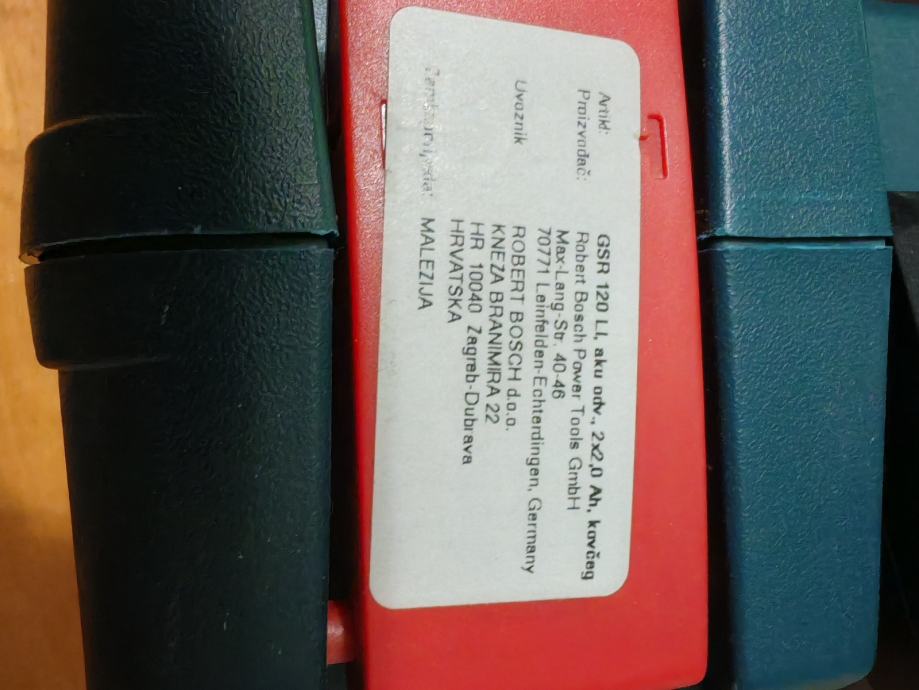 Artikl: GSR 120 LI, aku odv., 2x2,0 Ah, kovčeg
Proizvođač: Robert Bosch Power Tools GmbH
Max-Lang-Str. 40-46
70771 Leinfelden-Echterdingen, Germany
Uvoznik ROBERT BOSCH d.o.o.
KNEZA BRANIMIRA 22
HR 10040 Zagreb-Dubrava
HRVATSKA
MALEZIJA